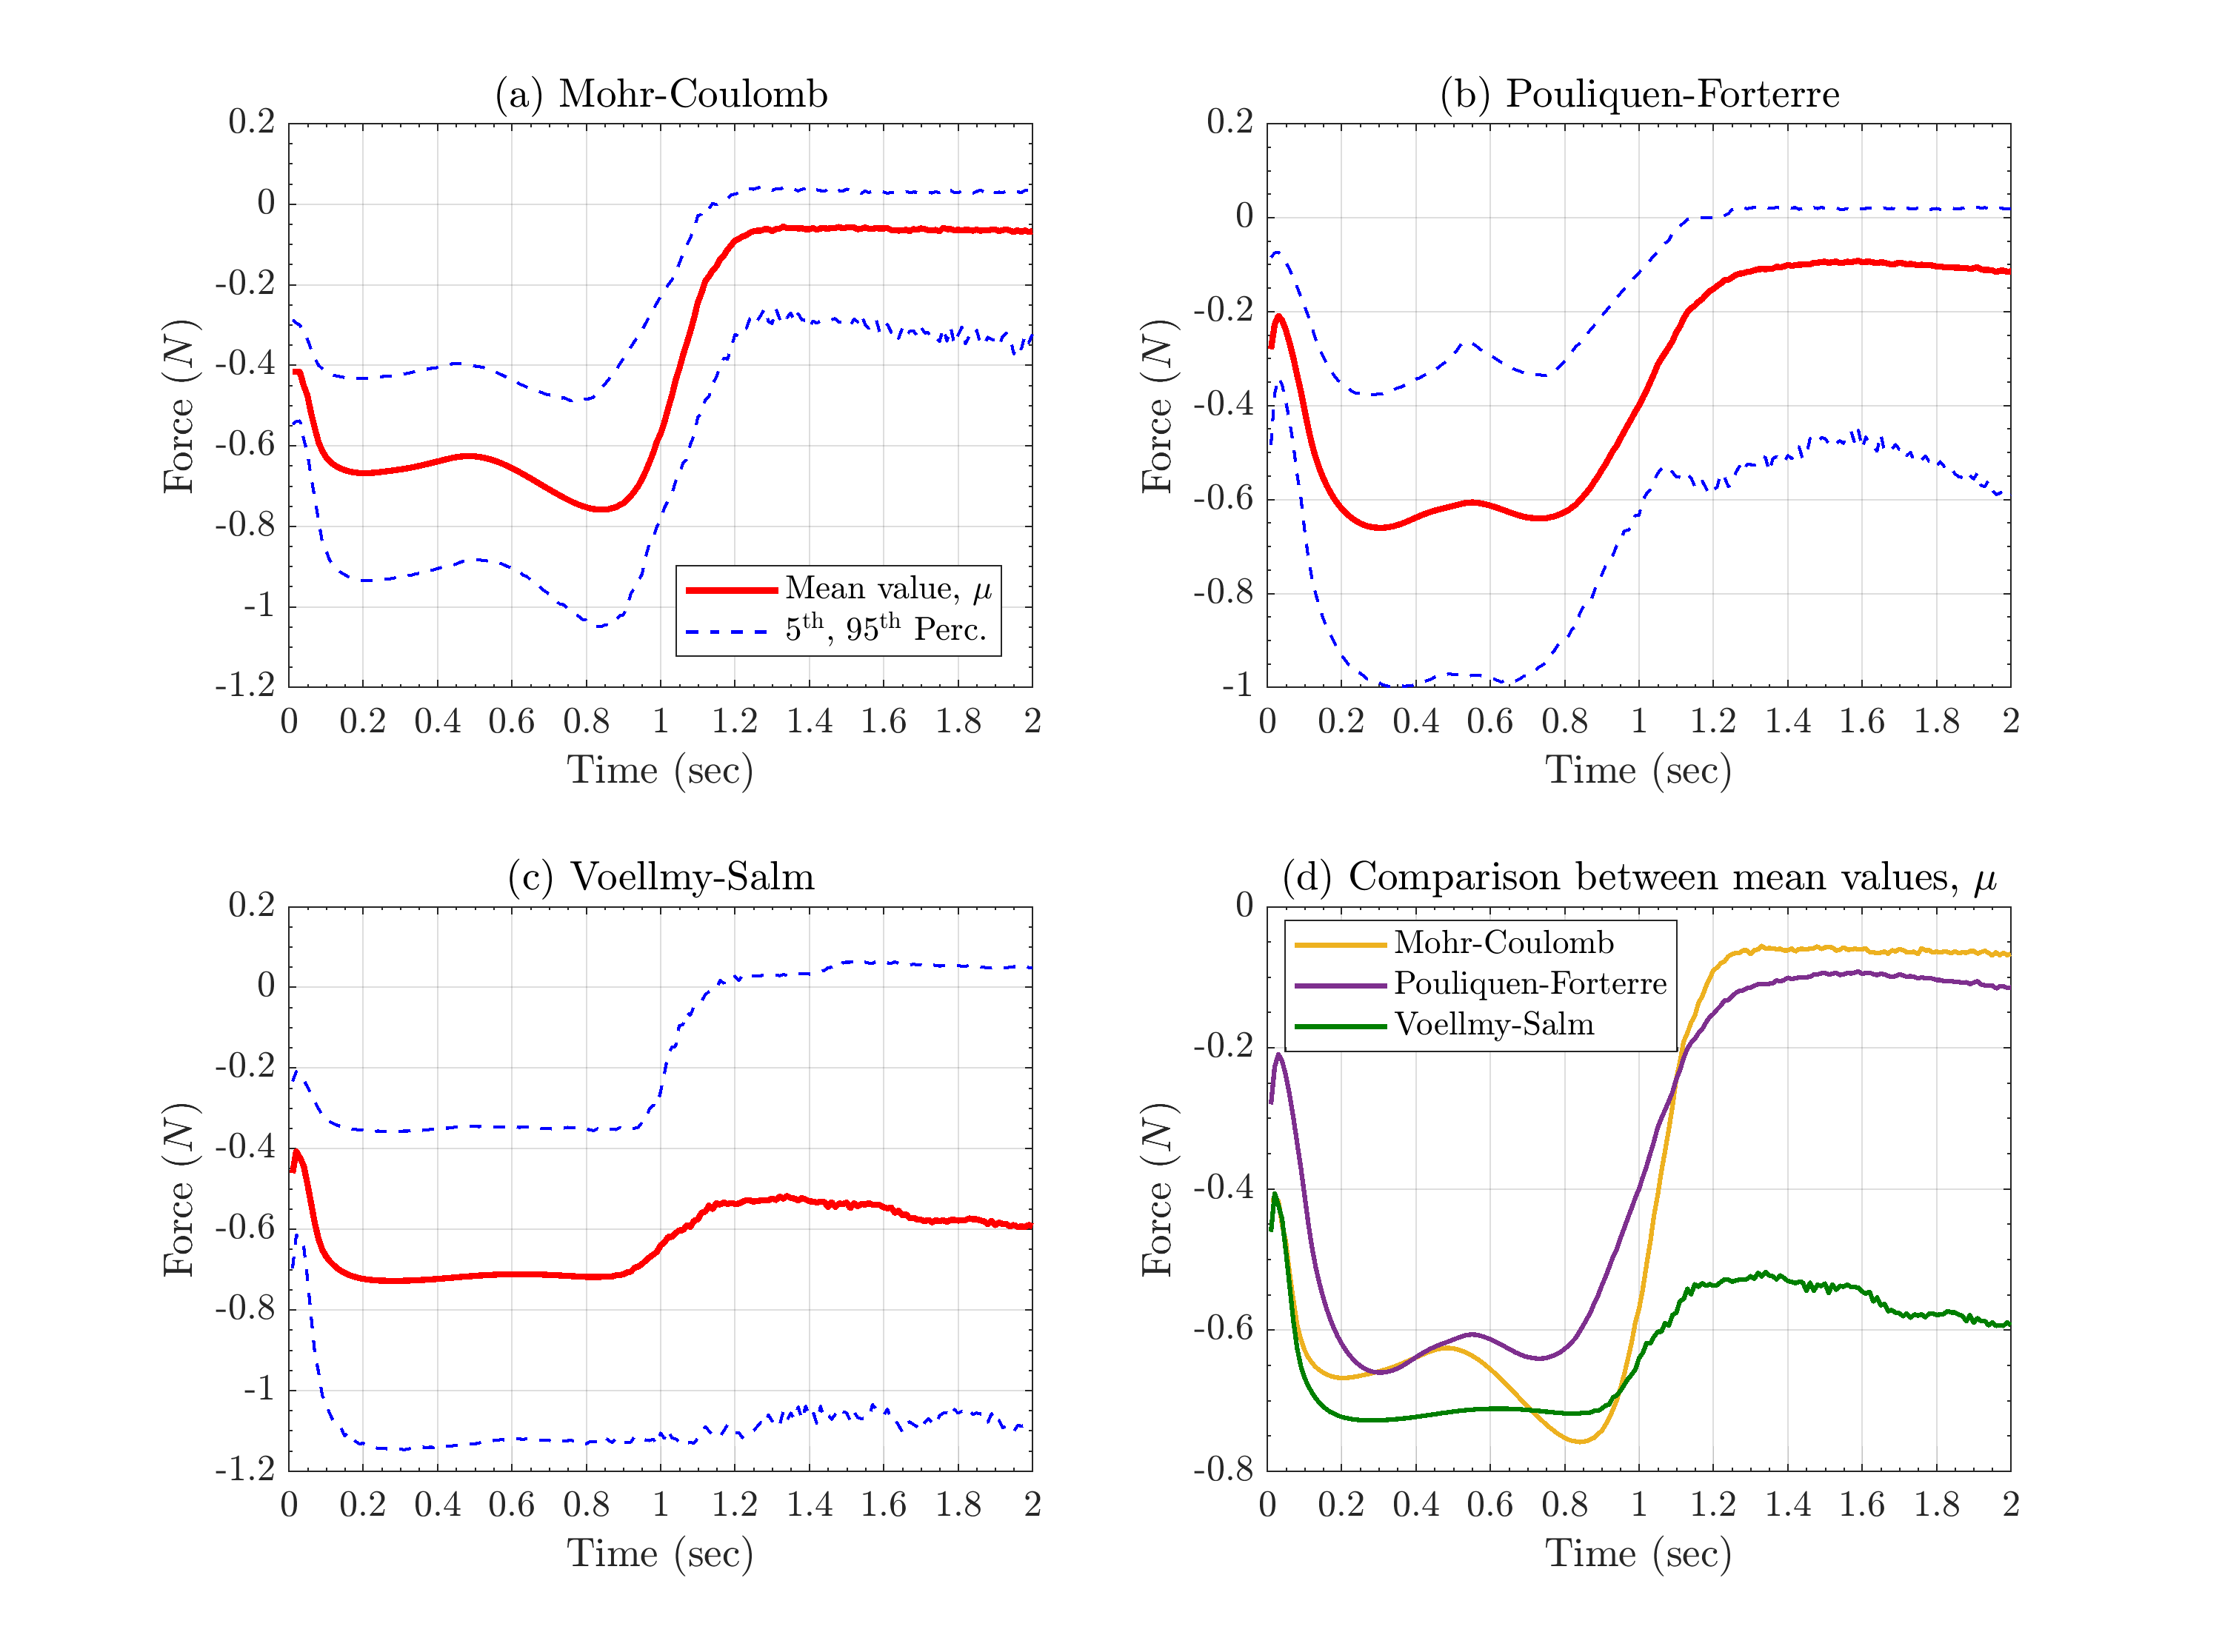 (a) Mohr-Coulomb
0.2
0
-0.2
-0.4
-0.6
-0.8
-1
-1.2
Force (N)
Mean value, μ
5th, 95th Perc.
0 0.2 0.4 0.6 0.8 1 1.2 1.4 1.6 1.8 2
Time (sec)
(b) Pouliquen-Forterre
0.2
0
-0.2
-0.4
-0.6
-0.8
-1
Force (N)
0 0.2 0.4 0.6 0.8 1 1.2 1.4 1.6 1.8 2
Time (sec)
(c) Voellmy-Salm
0.2
0
-0.2
-0.4
-0.6
-0.8
-1
-1.2
Force (N)
0 0.2 0.4 0.6 0.8 1 1.2 1.4 1.6 1.8 2
Time (sec)
(d) Comparison between mean values, μ
0
-0.2
-0.4
-0.6
-0.8
Force (N)
Mohr-Coulomb
Pouliquen-Forterre
Voellmy-Salm
0 0.2 0.4 0.6 0.8 1 1.2 1.4 1.6 1.8 2
Time (sec)